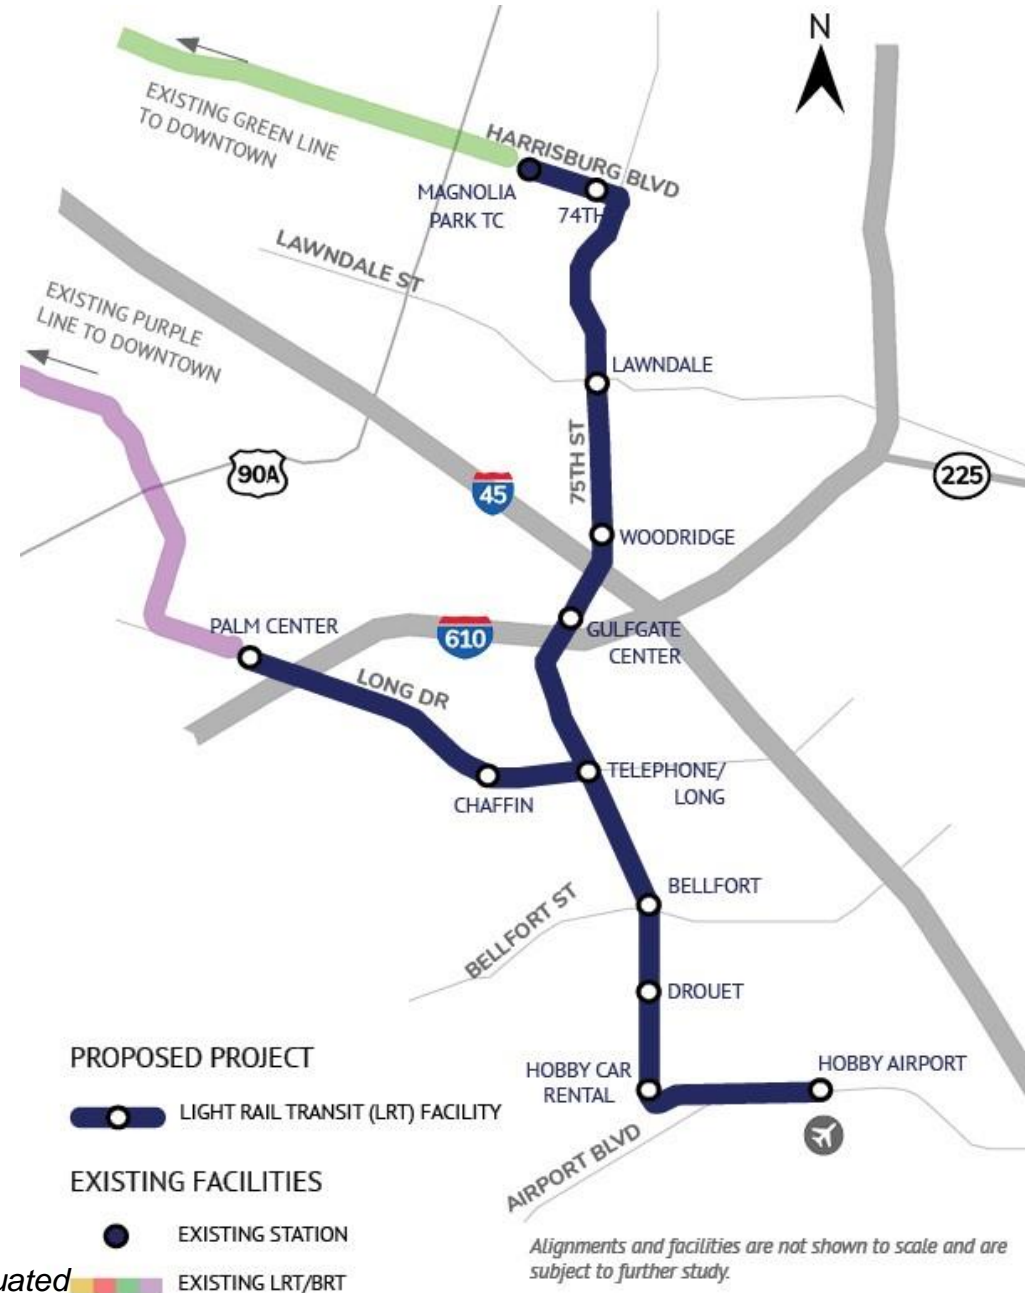 N
EXISTING GREEN LINE
TO DOWNTOWN
HARRISBURG BLVD
MAGNOLIA
PARK TC
74TH
LAWNDALE ST
EXISTING PURPLE
LINE TO DOWNTOWN
LAWNDALE
75TH ST
90A
45
225
WOODRIDGE
PALM CENTER
610
GULFGATE
CENTER
LONG DR
TELEPHONE/
LONG
CHAFFIN
BELLFORT
BELLFORT ST
DROUET
HOBBY CAR
RENTAL
HOBBY AIRPORT
AIRPORT BLVD
PROPOSED PROJECT
LIGHT RAIL TRANSIT (LRT) FACILITY
EXISTING FACILITIES
EXISTING STATION
uated
EXISTING LRT/BRT
Alignments and facilities are not shown to scale and are
subject to further study.